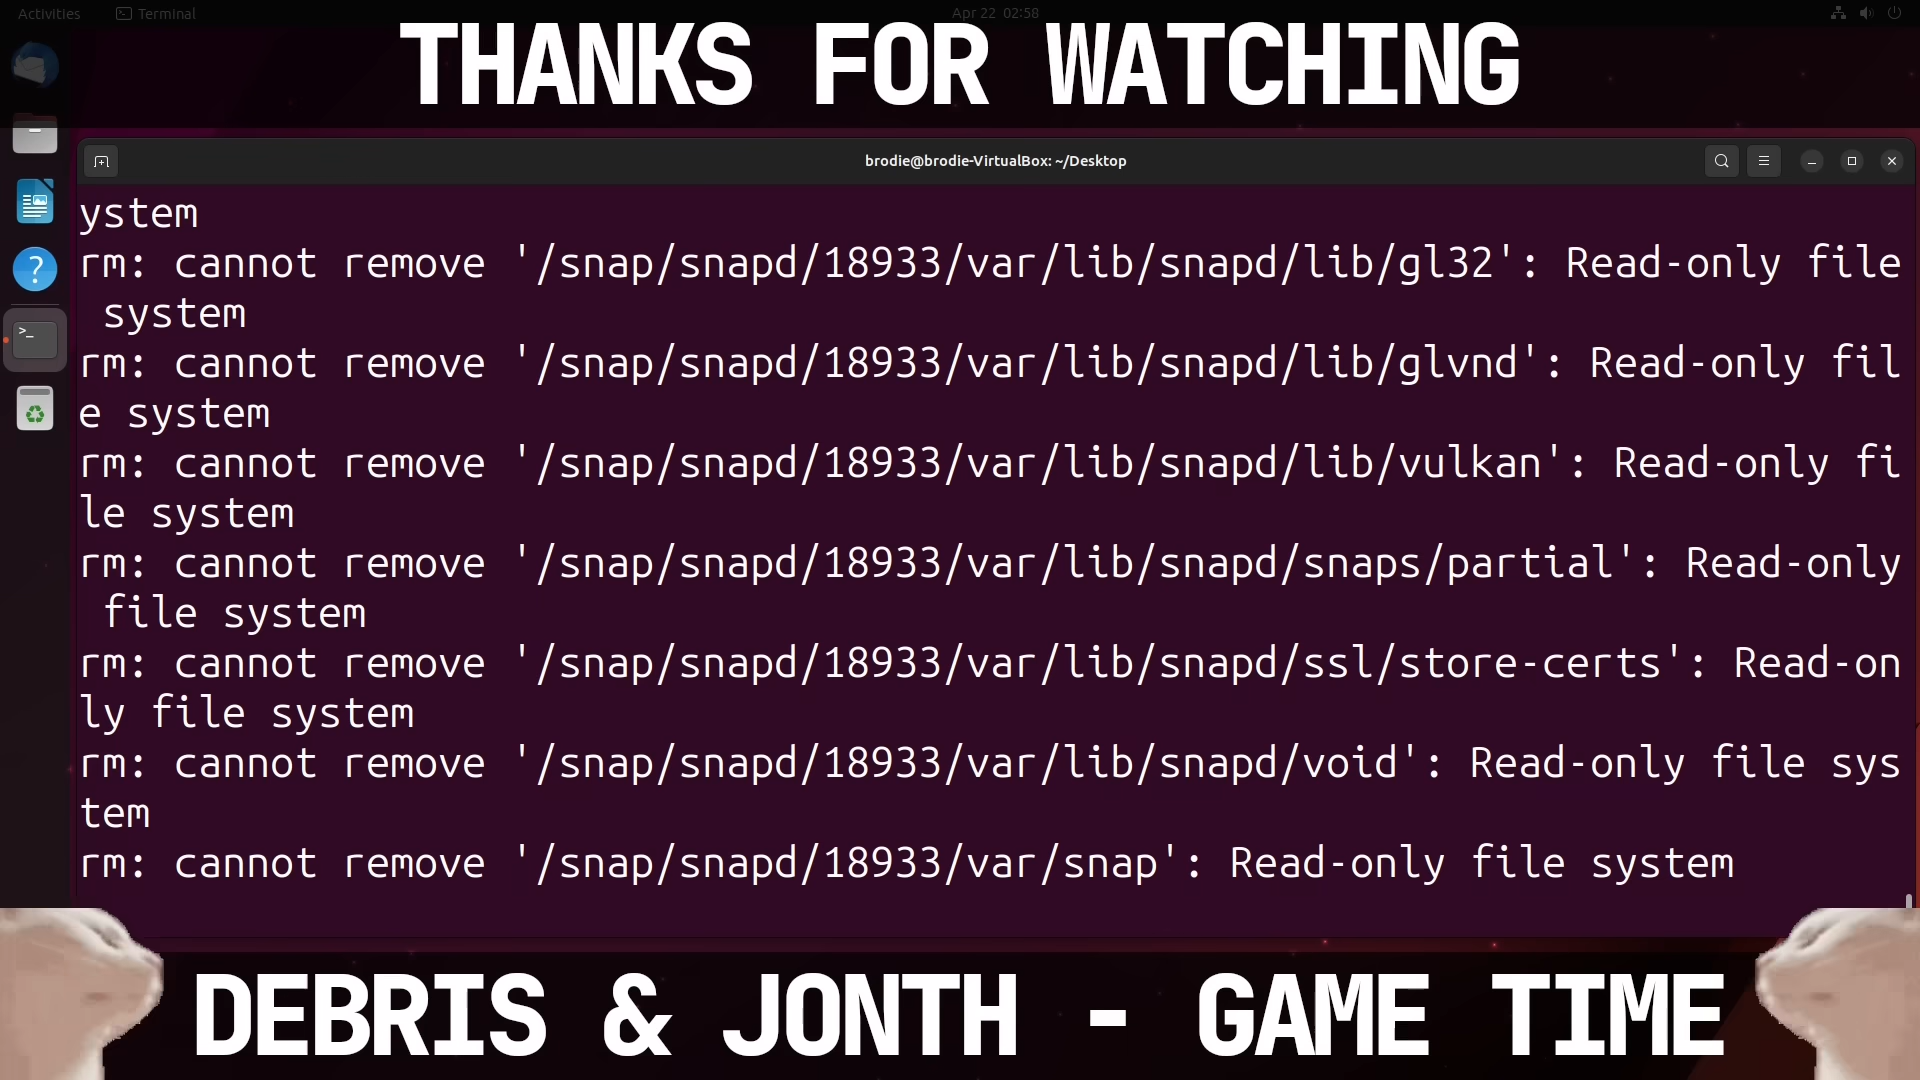 Activities Terminal Apr 22 02:58
THANKS FOR WATCHING
brodie@brodie-VirtualBox: ~/Desktop
ystem
rm: cannot remove '/snap/snapd/18933/var/lib/snapd/lib/gl32': Read-only file
 system
rm: cannot remove '/snap/snapd/18933/var/lib/snapd/lib/glvnd': Read-only fil
e system
rm: cannot remove '/snap/snapd/18933/var/lib/snapd/lib/vulkan': Read-only fi
le system
rm: cannot remove '/snap/snapd/18933/var/lib/snapd/snaps/partial': Read-only
 file system
rm: cannot remove '/snap/snapd/18933/var/lib/snapd/ssl/store-certs': Read-on
ly file system
rm: cannot remove '/snap/snapd/18933/var/lib/snapd/void': Read-only file sys
tem
rm: cannot remove '/snap/snapd/18933/var/snap': Read-only file system
DEBRIS & JONTH - GAME TIME